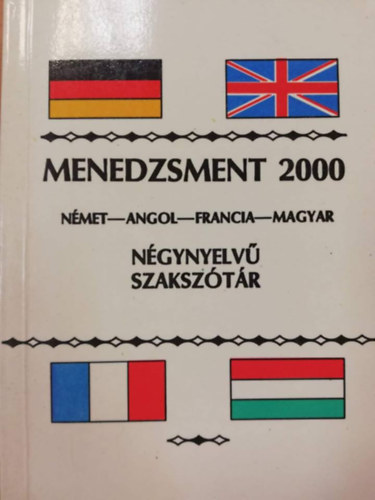 MENEDZSMENT 2000
NÉMET—ANGOL—FRANCIA—MAGYAR
NÉGYNYELVŰ
SZAKSZÓTÁR